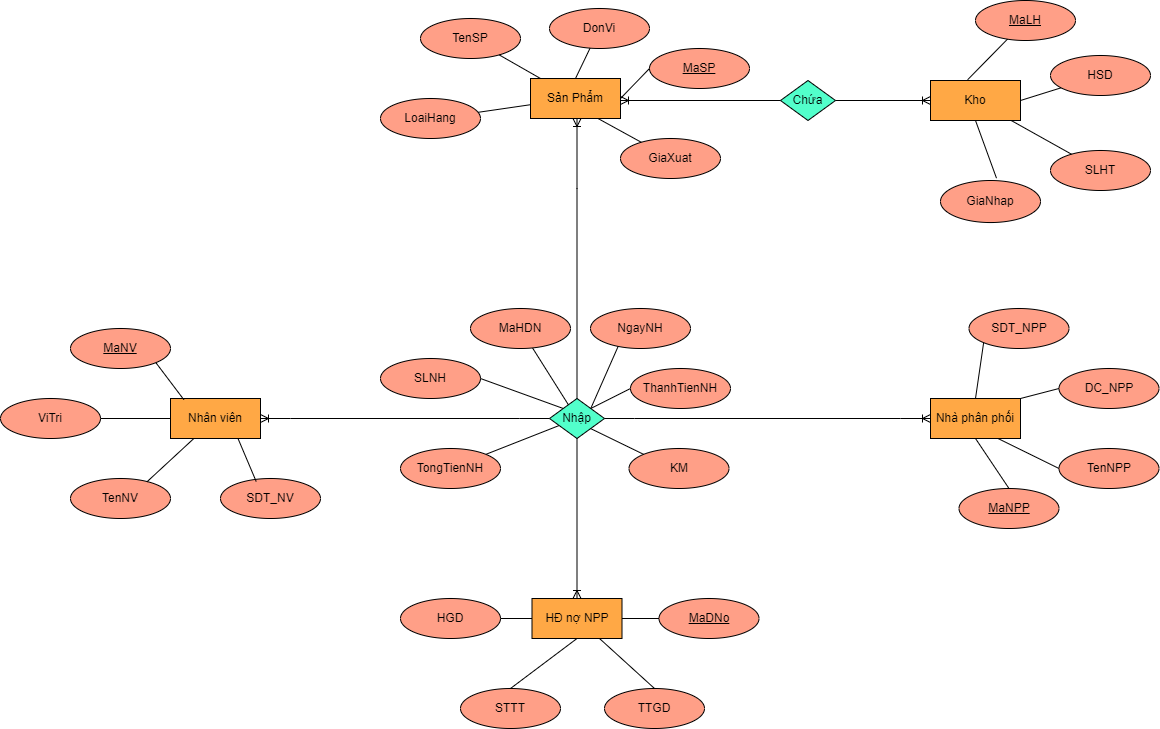 MaLH
DonVi
TenSP
MaSP
HSD
Sản Phẩm
Chứa
Kho
LoaiHang
GiaXuat
SLHT
GiaNhap
MaHDN
NgayNH
SDT_NPP
MaNV
SLNH
ThanhTienNH
DC_NPP
ViTri
Nhân viên
Nhập
Nhà phân phối
TongTienNH
KM
TenNPP
TenNV
SDT_NV
MaNPP
HGD
HĐ nợ NPP
MaDNo
STTT
TTGD